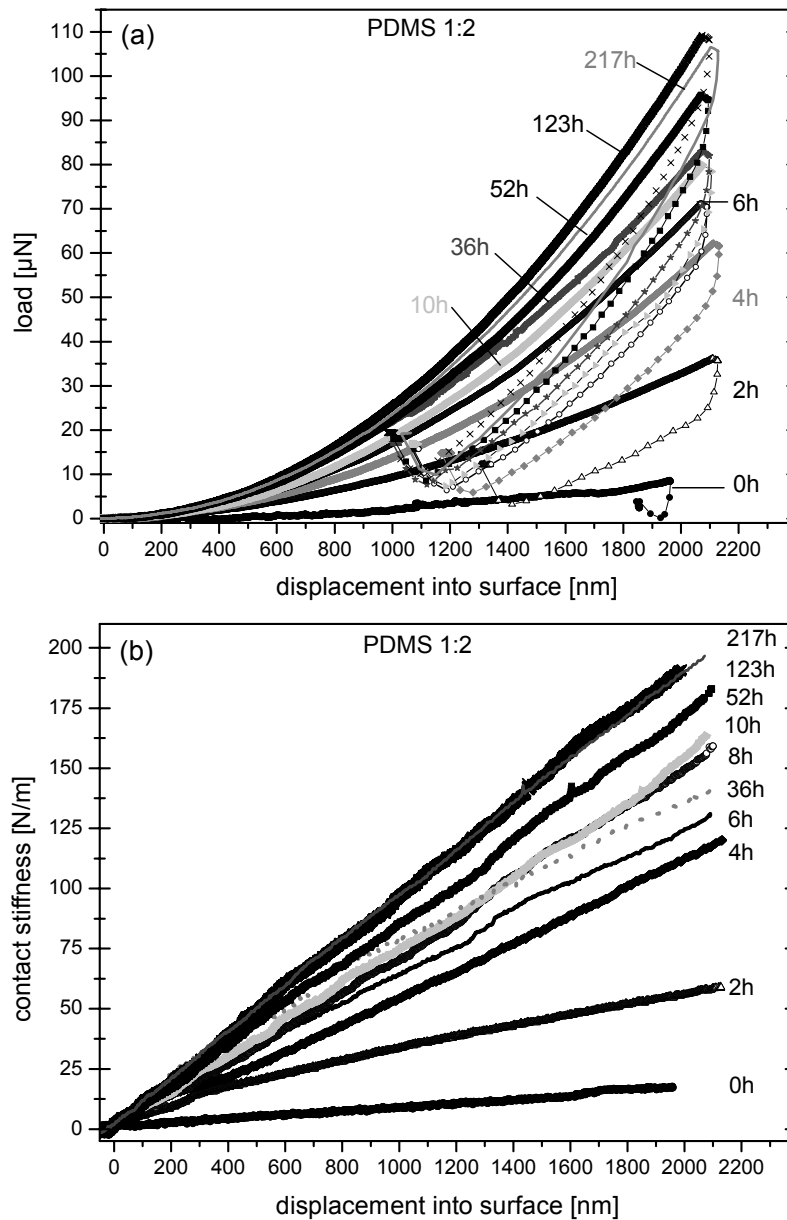 (a)
PDMS 1:2
110
100
90
80
70
60
50
40
30
20
10
0
load [µN]
217h
123h
52h
36h
10h
6h
4h
2h
0h
0 200 400 600 800 1000 1200 1400 1600 1800 2000 2200
displacement into surface [nm]
(b)
PDMS 1:2
200
175
150
125
100
75
50
25
0
contact stiffness [N/m]
217h
123h
52h
10h
8h
36h
6h
4h
2h
0h
0 200 400 600 800 1000 1200 1400 1600 1800 2000 2200
displacement into surface [nm]